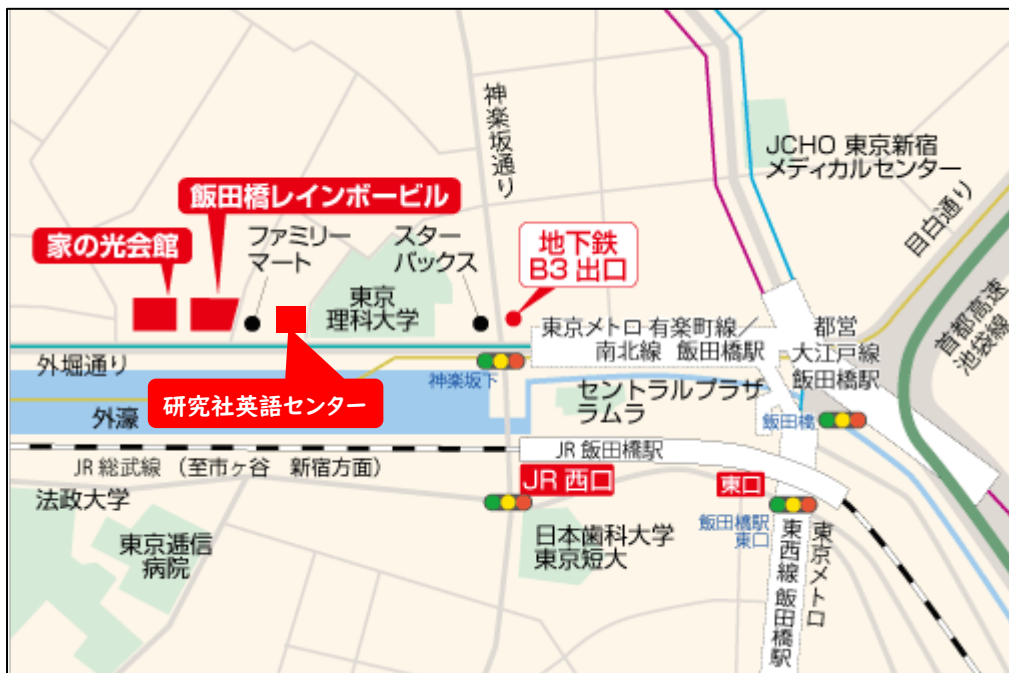 神楽坂通り
JCHO 東京新宿
メディカルセンター
目白通り
首都高速
池袋線
飯田橋レインボービル
家の光会館
ファミリー
マート
スター
バックス
地下鉄
B3 出口
東京
理科大学
東京メトロ 有楽町線／
南北線 飯田橋駅
都営
大江戸線
飯田橋駅
外堀通り
神楽坂下
研究社英語センター
セントラルプラザ
ラムラ
飯田橋
外濠
JR 飯田橋駅
JR 総武線 （至市ヶ谷 新宿方面）
JR 西口
東口
法政大学
飯田橋駅
東口
日本歯科大学
東京短大
東京逓信
病院
東京メトロ
東西線 飯田橋駅